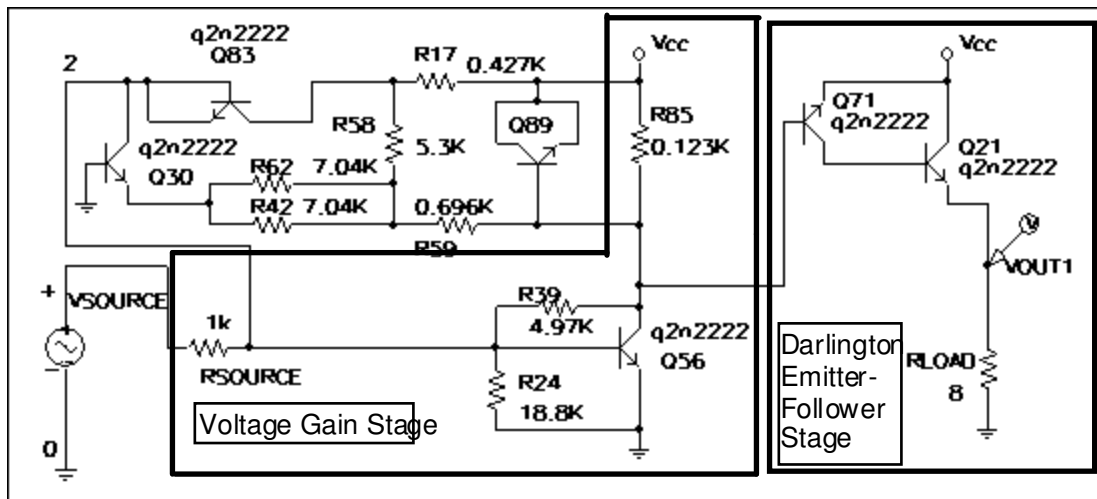 q2n2222
Q83
2
R17
0.427K
Vcc
Vcc
R58
5.3K
Q89
R85
0.123K
Q71
q2n2222
q2n2222
Q30
R62
7.04K
R42
7.04K
0.696K
R59
Q21
q2n2222
+
VSOURCE
-
0
1k
RSOURCE
R39
4.97K
q2n2222
Q56
R24
18.8K
V
VOUT1
RLOAD
8
Voltage Gain Stage
Darlington
Emitter-
Follower
Stage